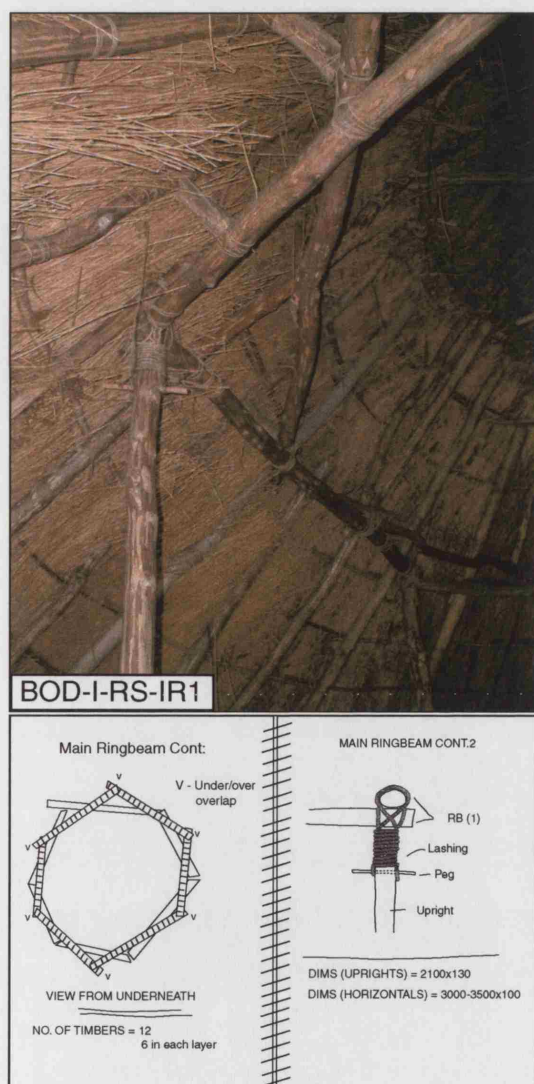 BOD-I-RS-IR1
Main Ringbeam Cont:
v
V - Under/over
overlap
v
v
v
v
v
VIEW FROM UNDERNEATH
NO. OF TIMBERS = 12
6 in each layer
MAIN RINGBEAM CONT.2
RB (1)
Lashing
Peg
Upright
DIMS (UPRIGHTS) = 2100x130
DIMS (HORIZONTALS) = 3000-3500x100